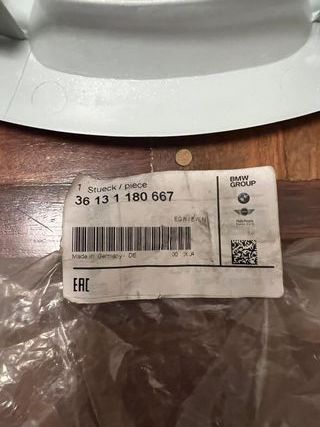 1 Stueck / piece
36 13 1 180 667
BMW
GROUP
Made in Germany - DE
EAC